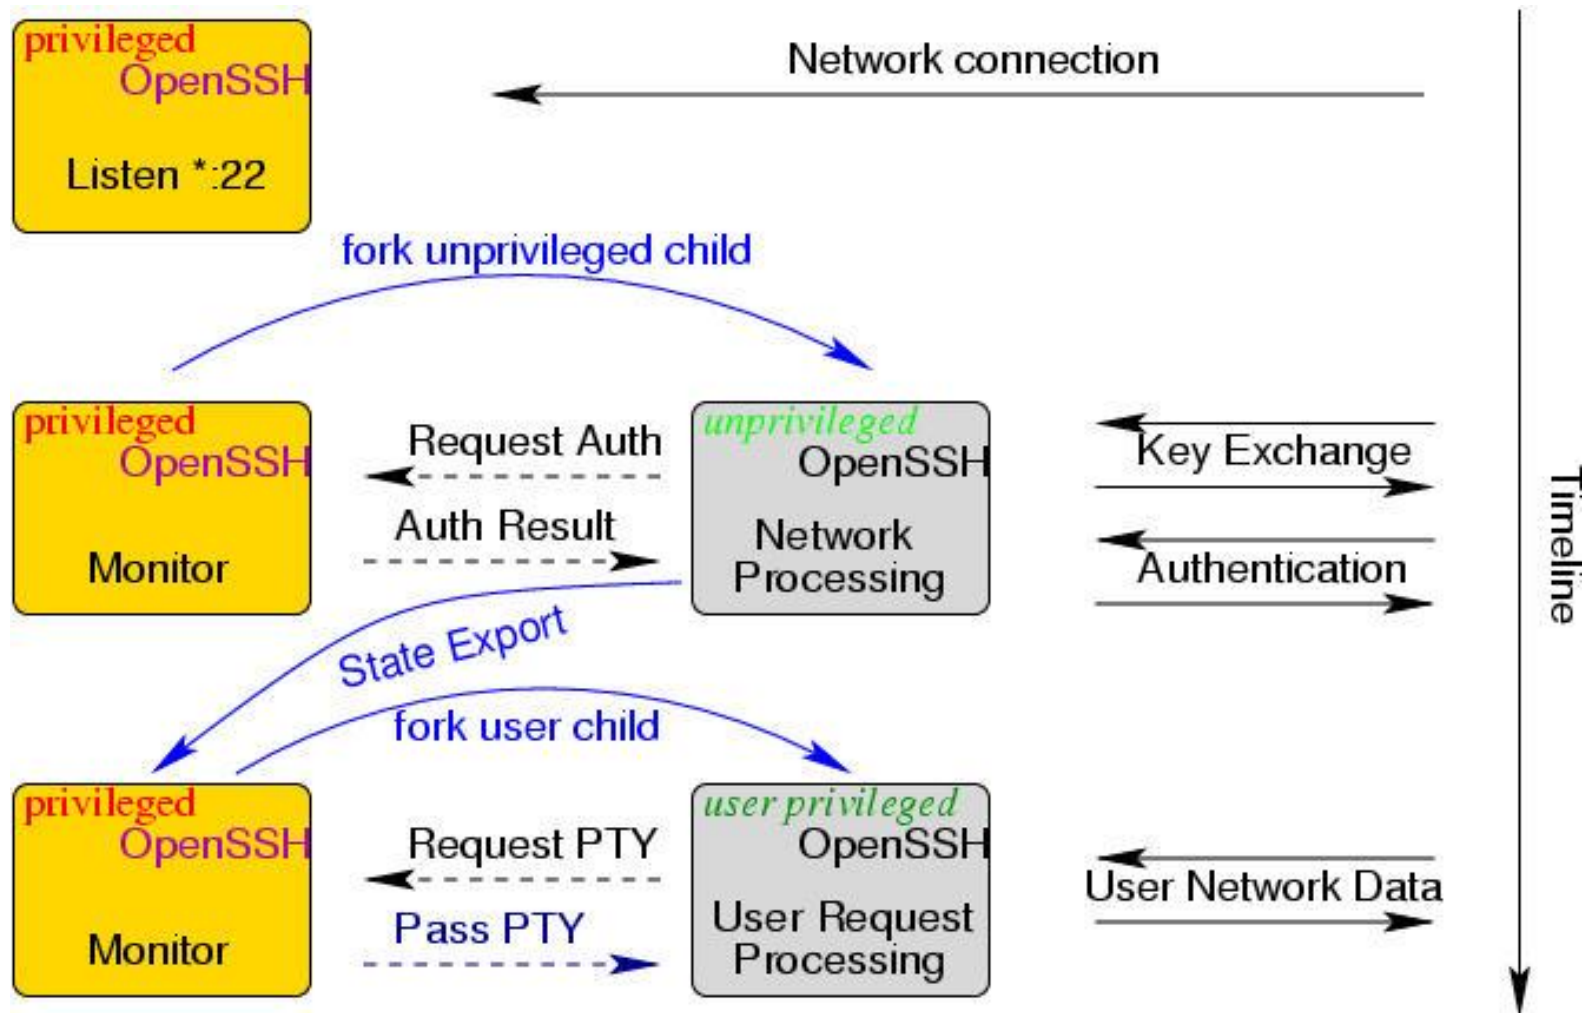 privileged
OpenSSH
Listen *:22
Network connection
fork unprivileged child
privileged
OpenSSH
Monitor
Request Auth
Auth Result
unprivileged
OpenSSH
Network
Processing
Key Exchange
Authentication
State Export
fork user child
privileged
OpenSSH
Monitor
Request PTY
Pass PTY
user privileged
OpenSSH
User Request
Processing
User Network Data
Timeline